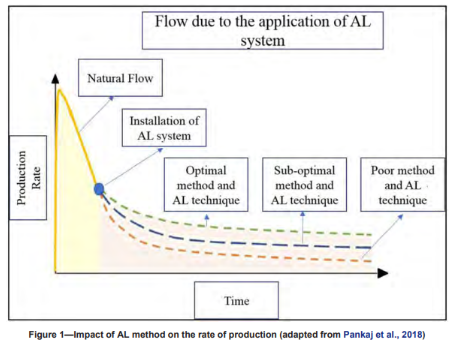 Flow due to the application of AL
system
Natural Flow
Installation of
AL system
Optimal
method and
AL technique
Sub-optimal
method and
AL technique
Poor method
and AL
technique
Production
Rate
Time
Figure 1—Impact of AL method on the rate of production (adapted from Pankaj et al., 2018)